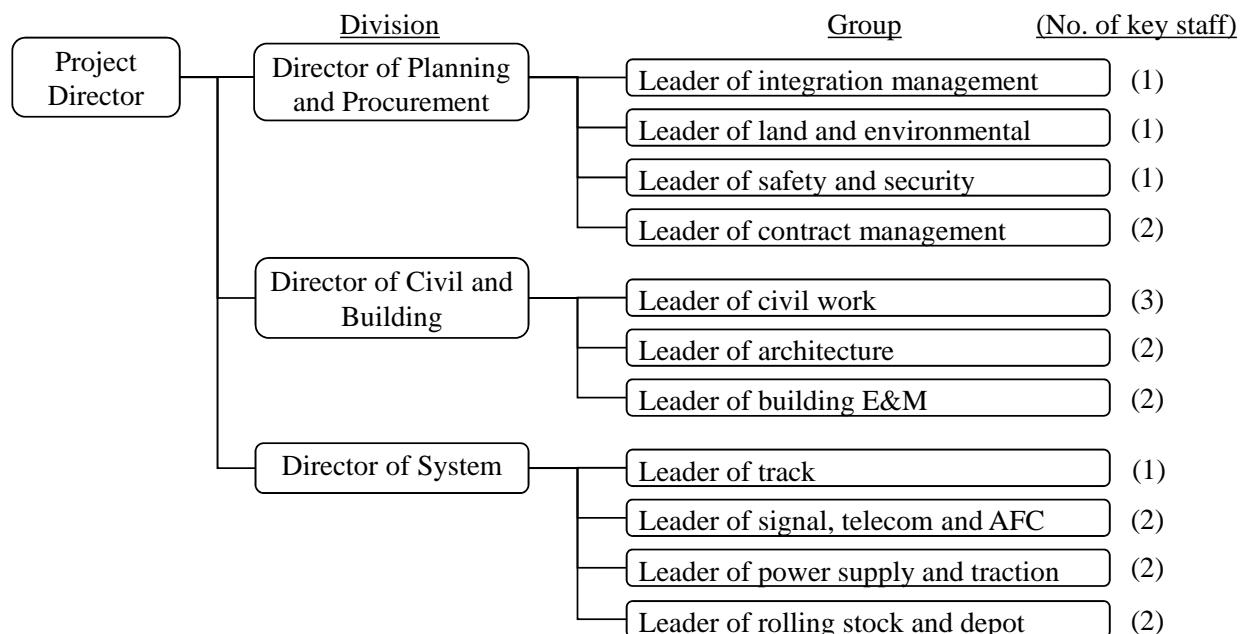 Division Group (No. of key staff)
Project
Director
Director of Planning
and Procurement
Leader of integration management (1)
Leader of land and environmental (1)
Leader of safety and security (1)
Leader of contract management (2)
Director of Civil and
Building
Leader of civil work (3)
Leader of architecture (2)
Leader of building E&M (2)
Director of System
Leader of track (1)
Leader of signal, telecom and AFC (2)
Leader of power supply and traction (2)
Leader of rolling stock and depot (2)